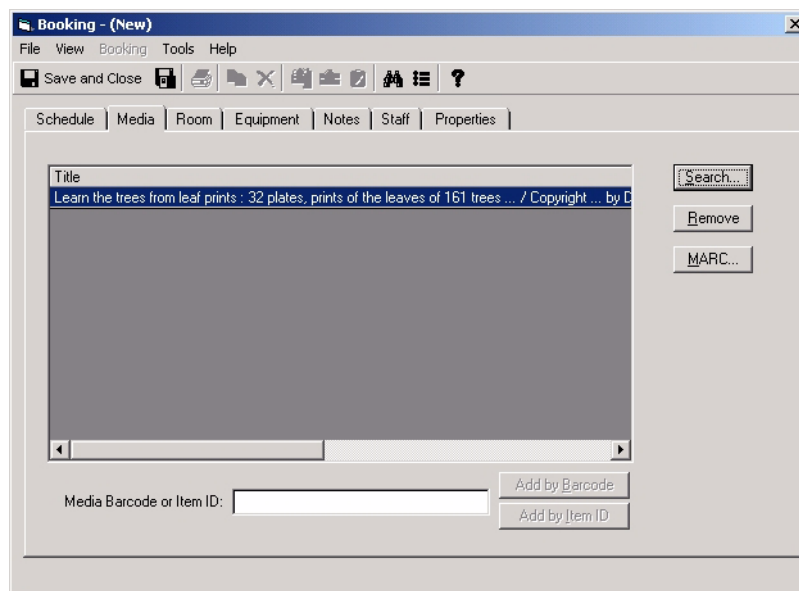 Booking - (New)
File View Booking Tools Help
Save and Close ?
Schedule Media Room Equipment Notes Staff Properties
Title
Learn the trees from leaf prints : 32 plates, prints of the leaves of 161 trees ... / Copyright ... by D
Search...
Remove
MARC...
Media Barcode or Item ID:
Add by Barcode
Add by Item ID